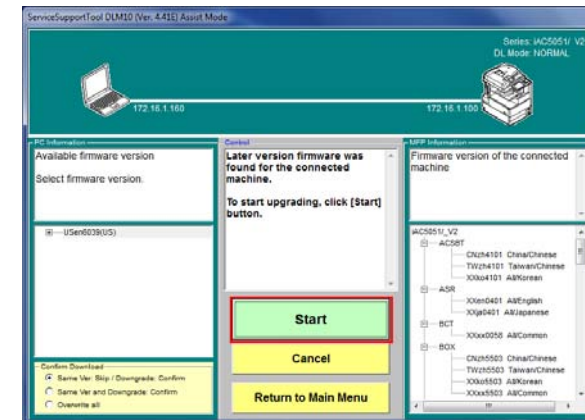 ServiceSupportTool DLM10 (Ver. 4.41E) Assist Mode
Series: iAC5051/_V2
DL Mode: NORMAL
172.16.1.160
172.16.1.100
PC Information
Available firmware version
Select firmware version.
USen6039(US)
Confirm Download
Same Ver: Skip / Downgrade: Confirm
Same Ver and Downgrade: Confirm
Overwrite all
Control
Later version firmware was
found for the connected
machine.
To start upgrading, click [Start]
button.
Start
Cancel
Return to Main Menu
MFP Information
Firmware version of the connected
machine
iAC5051/_V2
ACSBT
CNzh4101 China/Chinese
TWzh4101 Taiwan/Chinese
XXko4101 All/Korean
ASR
XXen0401 All/English
XXja0401 All/Japanese
BCT
XXxx0058 All/Common
BOX
CNzh5503 China/Chinese
TWzh5503 Taiwan/Chinese
XXko5503 All/Korean
XXxx5503 All/Common